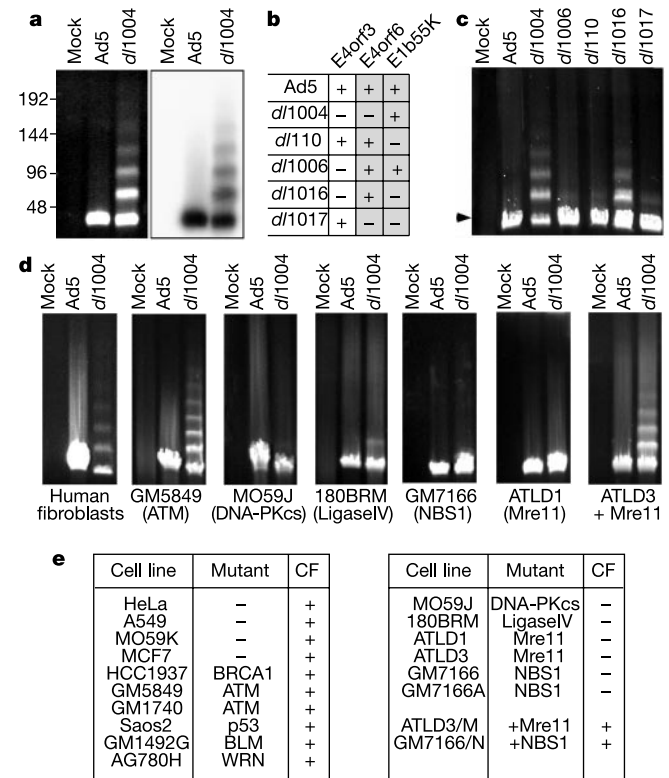 a
Mock Ad5 dl1004 Mock Ad5 dl1004
192
144
96
48
b
E4orf3 E4orf6 E1b55K
Ad5 + + +
dl1004 – – +
dl110 + + –
dl1006 – + +
dl1016 – + –
dl1017 + – –
c
Mock Ad5 dl1004 dl1006 dl110 dl1016 dl1017
d
Mock Ad5 dl1004 Mock Ad5 dl1004 Mock Ad5 dl1004 Mock Ad5 dl1004 Mock Ad5 dl1004 Mock Ad5 dl1004 Mock Ad5 dl1004
Human fibroblasts
GM5849 (ATM)
MO59J (DNA-PKcs)
180BRM (LigaseIV)
GM7166 (NBS1)
ATLD1 (Mre11)
ATLD3 + Mre11
e
Cell line Mutant CF
HeLa – +
A549 – +
MO59K – +
MCF7 – +
HCC1937 BRCA1 +
GM5849 ATM +
GM1740 ATM +
Saos2 p53 +
GM1492G BLM +
AG780H WRN +
Cell line Mutant CF
MO59J DNA-PKcs –
180BRM LigaseIV –
ATLD1 Mre11 –
ATLD3 Mre11 –
GM7166 NBS1 –
GM7166A NBS1 –
ATLD3/M +Mre11 +
GM7166/N +NBS1 +